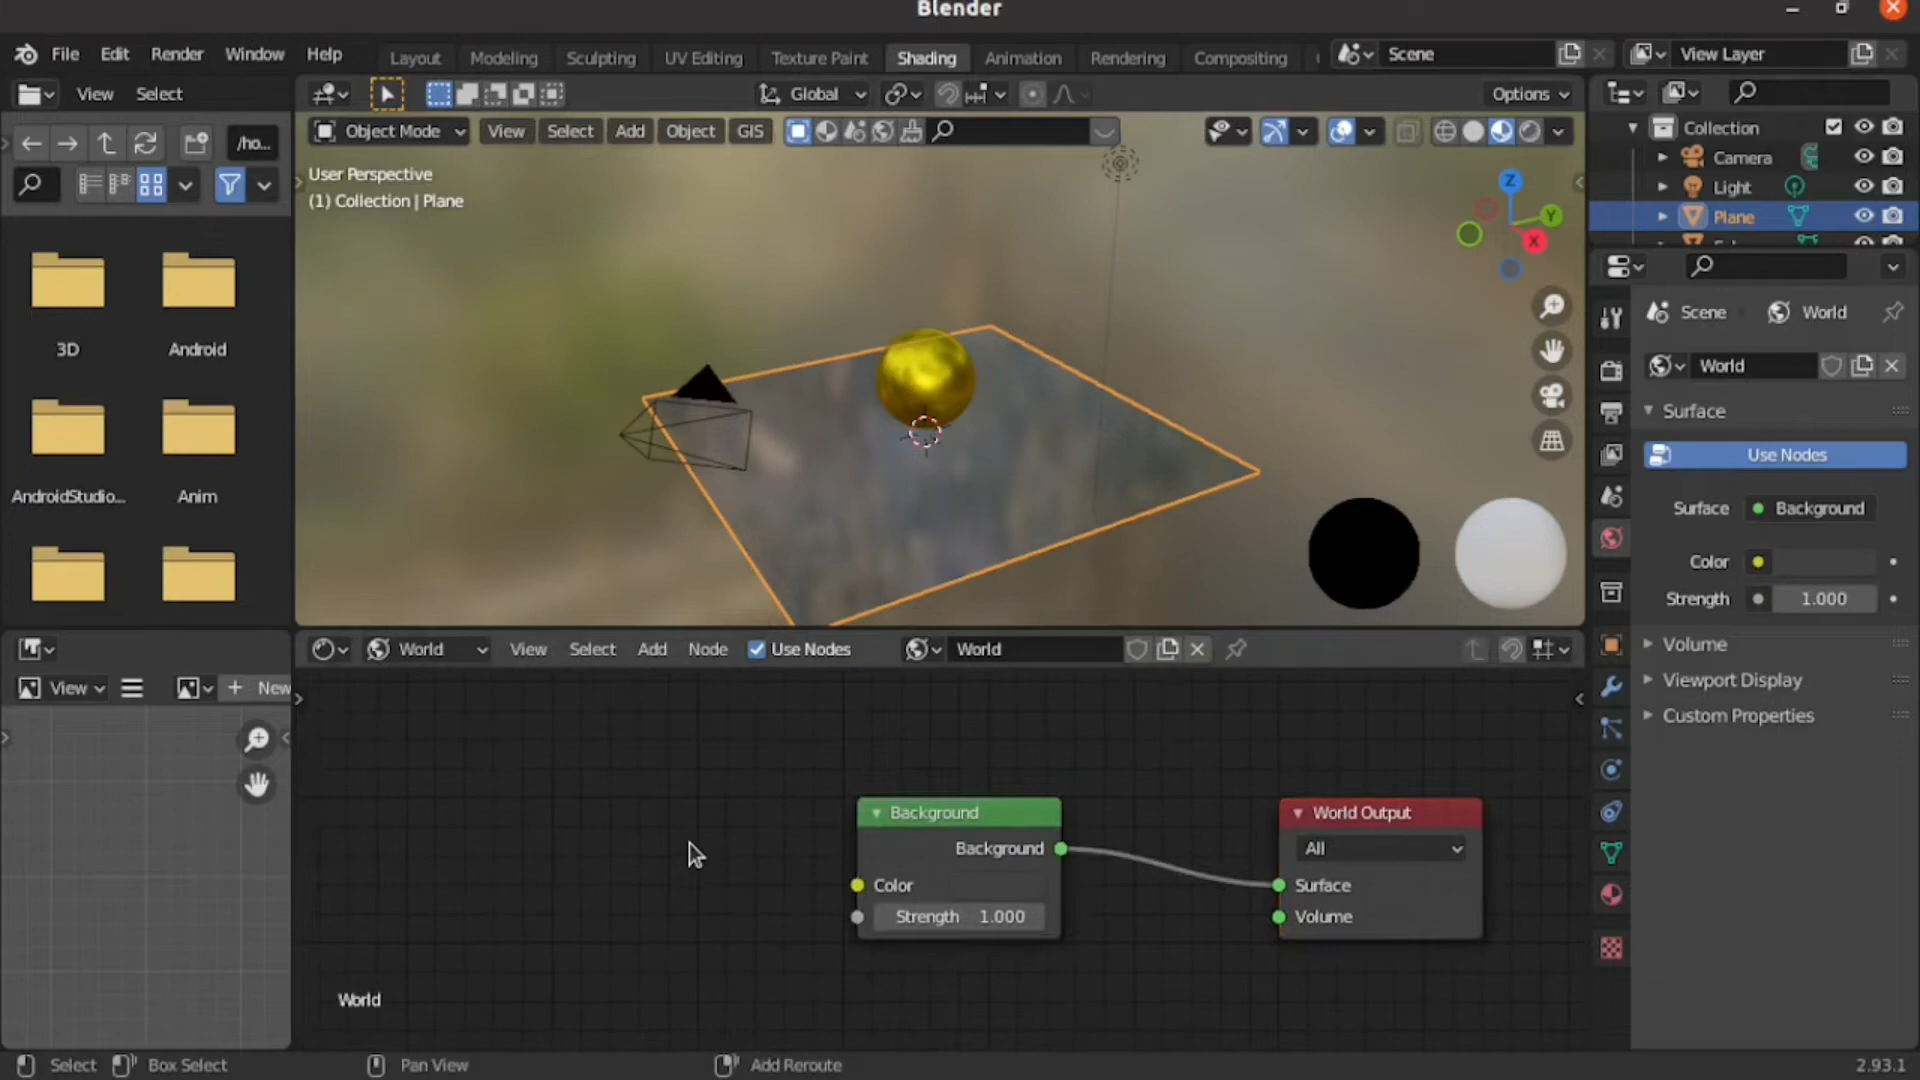 Blender
File Edit Render Window Help
Layout Modeling Sculpting UV Editing Texture Paint Shading Animation Rendering Compositing
Scene
View Layer
View Select
Global
Options
Collection
/ho...
Object Mode View Select Add Object GIS
Camera
Light
Plane
User Perspective
(1) Collection | Plane
Z
Y
X
Scene World
World
Surface
Use Nodes
Surface Background
Color
Strength 1.000
Volume
Viewport Display
Custom Properties
3D Android
AndroidStudio... Anim
World View Select Add Node Use Nodes World
View New
Background
Background
Color
Strength 1.000
World Output
All
Surface
Volume
World
Select Box Select Pan View Add Reroute 2.93.1